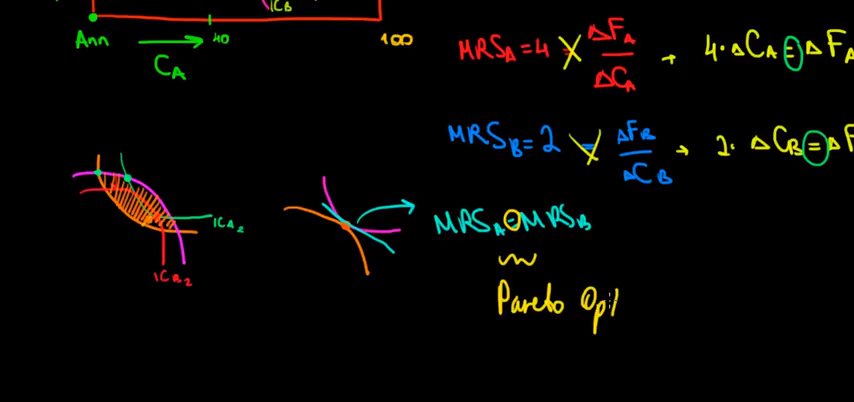 ICB
Ann
40
100
CA
MRSA=4 = ΔFA/ΔCA → 4·ΔCA=ΔFA
MRSB=2 = ΔFB/ΔCB → 2·ΔCB=ΔF
MRSA=MRSB
ICA2
ICB2
Pareto Opt